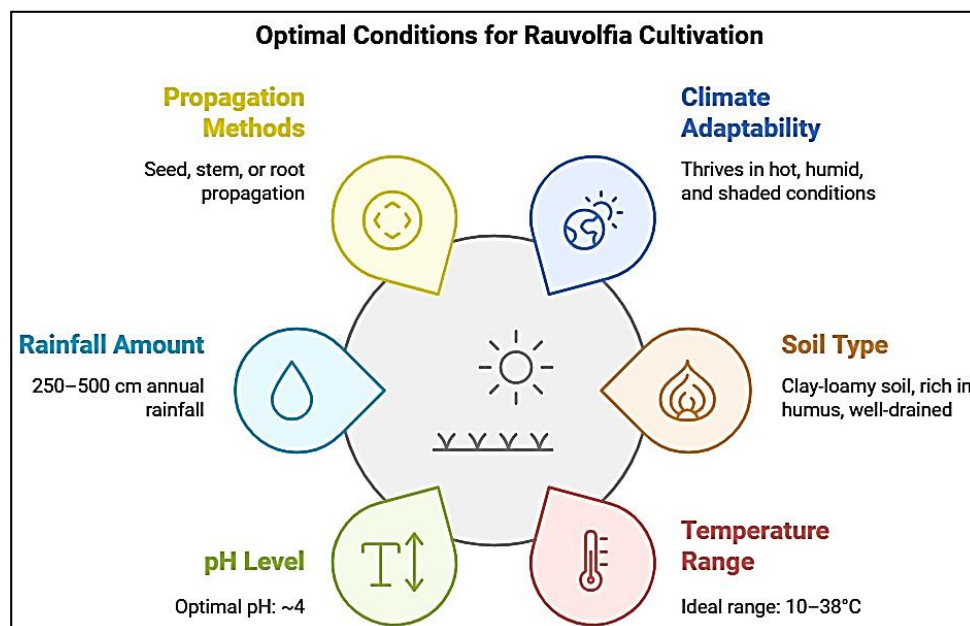 Optimal Conditions for Rauvolfia Cultivation
Propagation
Methods
Seed, stem, or root
propagation
Climate
Adaptability
Thrives in hot, humid,
and shaded conditions
Rainfall Amount
250–500 cm annual
rainfall
Soil Type
Clay-loamy soil, rich in
humus, well-drained
pH Level
Optimal pH: ~4
Temperature
Range
Ideal range: 10–38°C